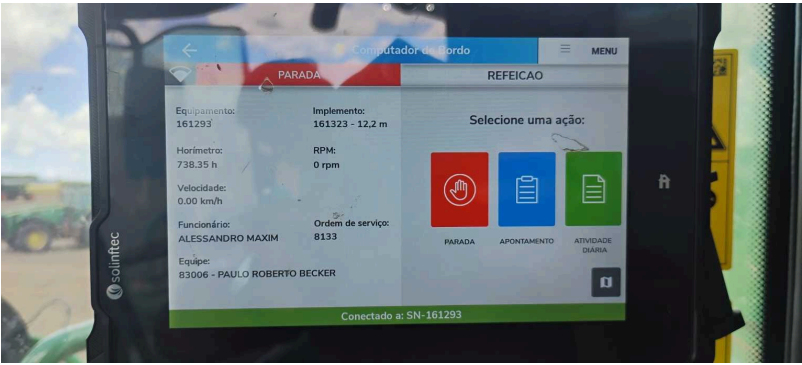 Computador de Bordo
MENU
PARADA
REFEICAO
Equipamento:
161293
Implemento:
161323 - 12,2 m
Horímetro:
738.35 h
RPM:
0 rpm
Velocidade:
0.00 km/h
Funcionário:
ALESSANDRO MAXIM
Ordem de serviço:
8133
Equipe:
83006 - PAULO ROBERTO BECKER
Selecione uma ação:
PARADA
APONTAMENTO
ATIVIDADE
DIÁRIA
Conectado a: SN-161293
solinftec